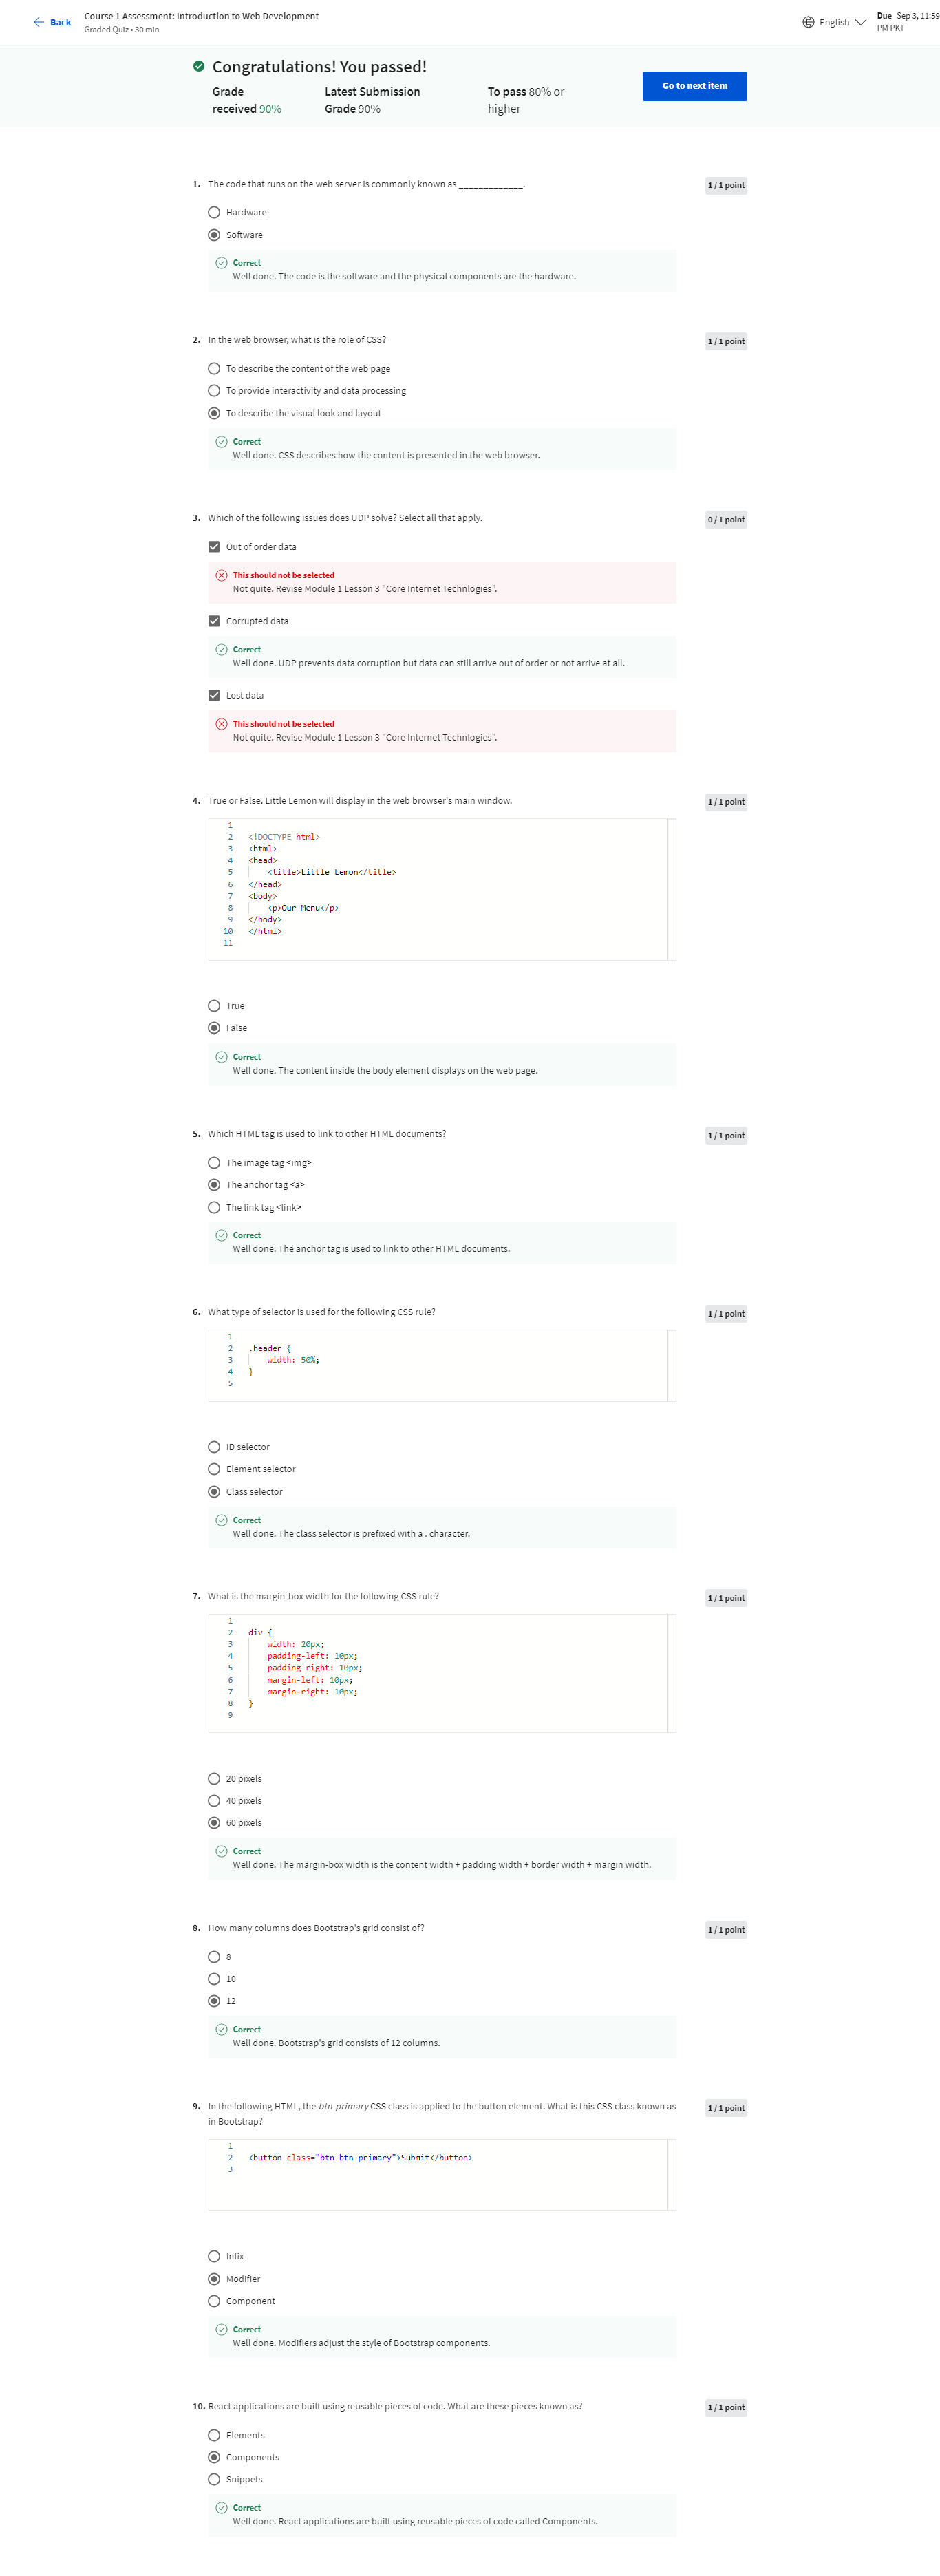 Back
Course 1 Assessment: Introduction to Web Development
Graded Quiz • 30 min
English
Due Sep 3, 11:59
PM PKT
Congratulations! You passed!
Grade
received 90%
Latest Submission
Grade 90%
To pass 80% or
higher
Go to next item
1. The code that runs on the web server is commonly known as _____________.
1 / 1 point
Hardware
Software
Correct
Well done. The code is the software and the physical components are the hardware.
2. In the web browser, what is the role of CSS?
1 / 1 point
To describe the content of the web page
To provide interactivity and data processing
To describe the visual look and layout
Correct
Well done. CSS describes how the content is presented in the web browser.
3. Which of the following issues does UDP solve? Select all that apply.
0 / 1 point
Out of order data
This should not be selected
Not quite. Revise Module 1 Lesson 3 "Core Internet Technlogies".
Corrupted data
Correct
Well done. UDP prevents data corruption but data can still arrive out of order or not arrive at all.
Lost data
This should not be selected
Not quite. Revise Module 1 Lesson 3 "Core Internet Technlogies".
4. True or False. Little Lemon will display in the web browser's main window.
1 / 1 point
1
2 <!DOCTYPE html>
3 <html>
4 <head>
5 <title>Little Lemon</title>
6 </head>
7 <body>
8 <p>Our Menu</p>
9 </body>
10 </html>
11
True
False
Correct
Well done. The content inside the body element displays on the web page.
5. Which HTML tag is used to link to other HTML documents?
1 / 1 point
The image tag <img>
The anchor tag <a>
The link tag <link>
Correct
Well done. The anchor tag is used to link to other HTML documents.
6. What type of selector is used for the following CSS rule?
1 / 1 point
1
2 .header {
3 width: 50%;
4 }
5
ID selector
Element selector
Class selector
Correct
Well done. The class selector is prefixed with a . character.
7. What is the margin-box width for the following CSS rule?
1 / 1 point
1
2 div {
3 width: 20px;
4 padding-left: 10px;
5 padding-right: 10px;
6 margin-left: 10px;
7 margin-right: 10px;
8 }
9
20 pixels
40 pixels
60 pixels
Correct
Well done. The margin-box width is the content width + padding width + border width + margin width.
8. How many columns does Bootstrap's grid consist of?
1 / 1 point
8
10
12
Correct
Well done. Bootstrap's grid consists of 12 columns.
9. In the following HTML, the btn-primary CSS class is applied to the button element. What is this CSS class known as
in Bootstrap?
1 / 1 point
1
2 <button class="btn btn-primary">Submit</button>
3
Infix
Modifier
Component
Correct
Well done. Modifiers adjust the style of Bootstrap components.
10. React applications are built using reusable pieces of code. What are these pieces known as?
1 / 1 point
Elements
Components
Snippets
Correct
Well done. React applications are built using reusable pieces of code called Components.